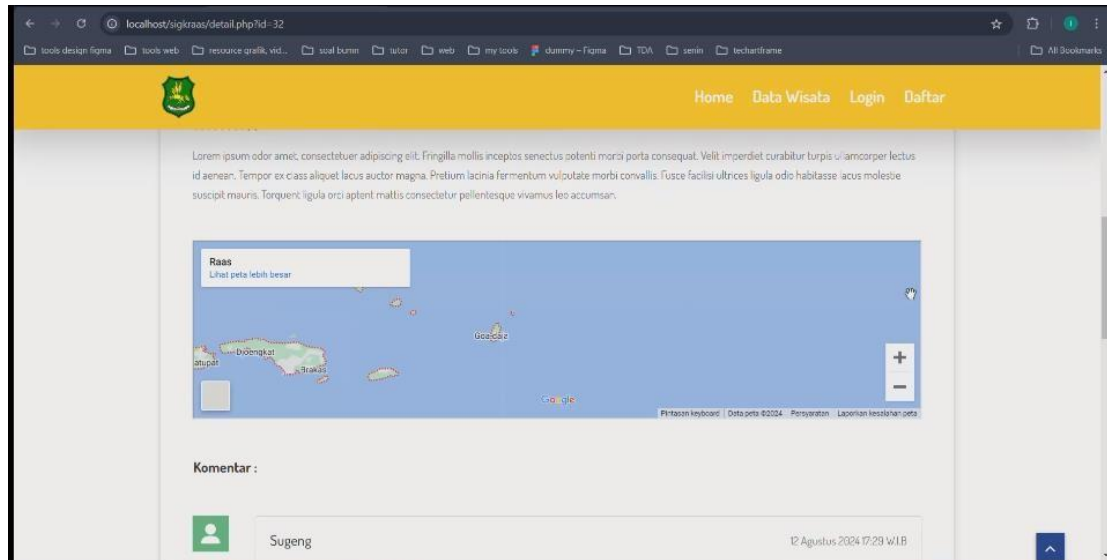 localhost/sigkraas/detail.php?id=32
tools design figma tools web resource grafik, vid... soal bumn tutor web my tools dummy – Figma TDA senin techartframe All Bookmarks
Home Data Wisata Login Daftar
Lorem ipsum odor amet, consectetuer adipiscing elit. Fringilla mollis inceptos senectus potenti morbi porta consequat. Velit imperdiet curabitur turpis ullamcorper lectus
id aenean. Tempor ex class aliquet lacus auctor magna. Pretium lacinia fermentum vulputate morbi convallis. Fusce facilisi ultrices ligula odio habitasse lacus molestie
suscipit mauris. Torquent ligula orci aptent mattis consectetur pellentesque vivamus leo accumsan.
Raas
Lihat peta lebih besar
Dioengkat
atupat
Brakas
Google
Pintasan keyboard Data peta ©2024 Persyaratan Laporkan kesalahan peta
Komentar :
Sugeng 12 Agustus 2024 17:29 W.I.B